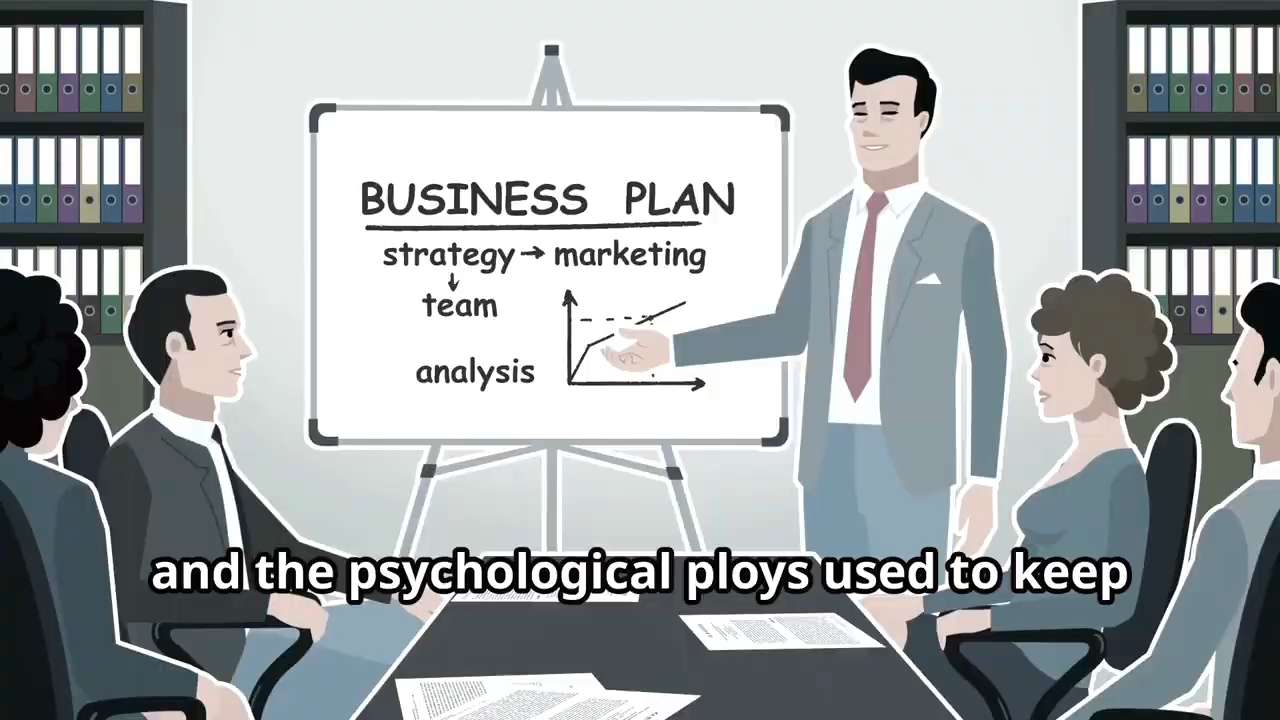 BUSINESS PLAN
strategy → marketing
↓
team
analysis
and the psychological ploys used to keep